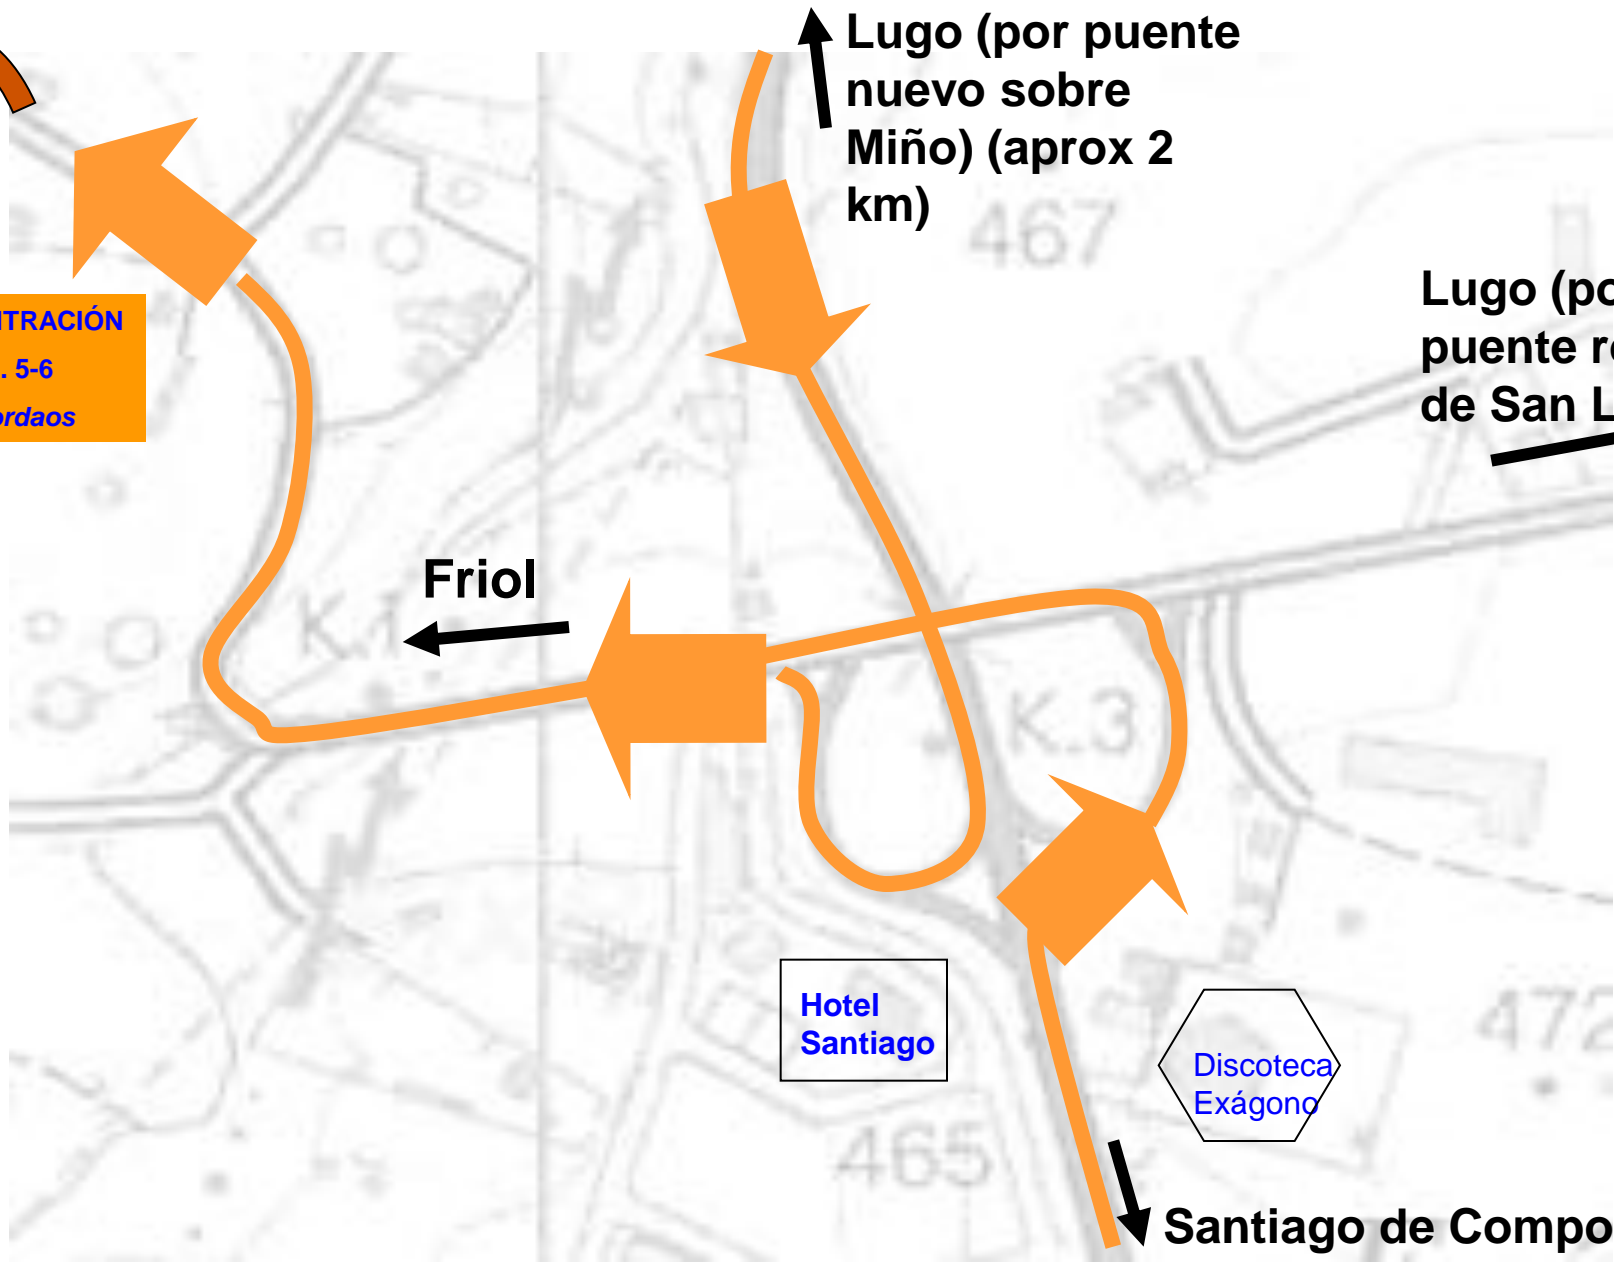 Lugo (por puente
nuevo sobre
Miño) (aprox 2
km)
467
Lugo (po
puente r
de San L
NTRACIÓN
. 5-6
ordaos
Friol
K.1
K.3
Hotel
Santiago
Discoteca
Exágono
472
465
Santiago de Compo